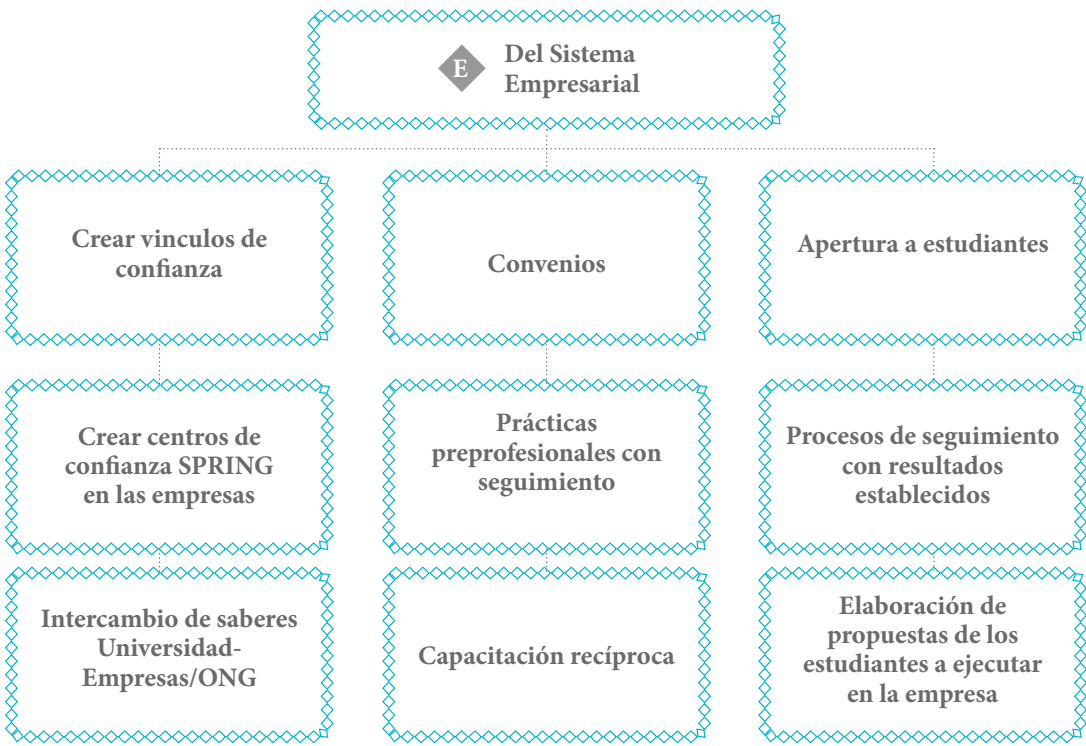 E
Del Sistema
Empresarial
Crear vinculos de
confianza
Convenios
Apertura a estudiantes
Crear centros de
confianza SPRING
en las empresas
Prácticas
preprofesionales con
seguimiento
Procesos de seguimiento
con resultados
establecidos
Intercambio de saberes
Universidad-
Empresas/ONG
Capacitación recíproca
Elaboración de
propuestas de los
estudiantes a ejecutar
en la empresa